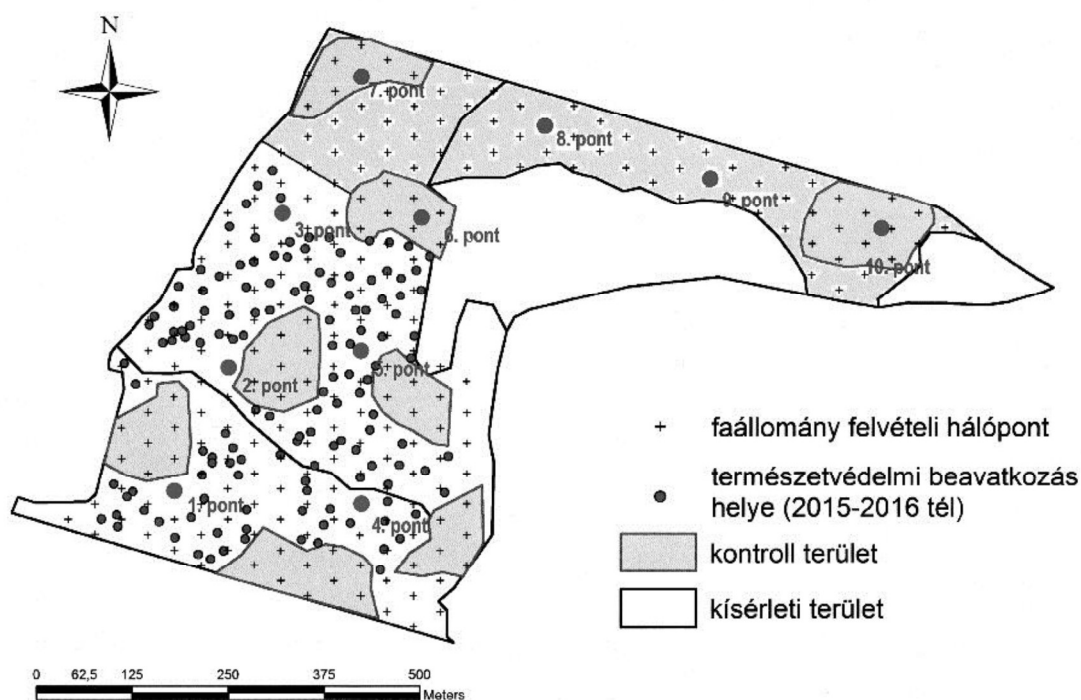 N
7. pont
8. pont
9. pont
3. pont
6. pont
10. pont
2. pont
5. pont
1. pont
4. pont
faállomány felvételi hálópont
természetvédelmi beavatkozás
helye (2015-2016 tél)
kontroll terület
kísérleti terület
0 62,5 125 250 375 500
Meters